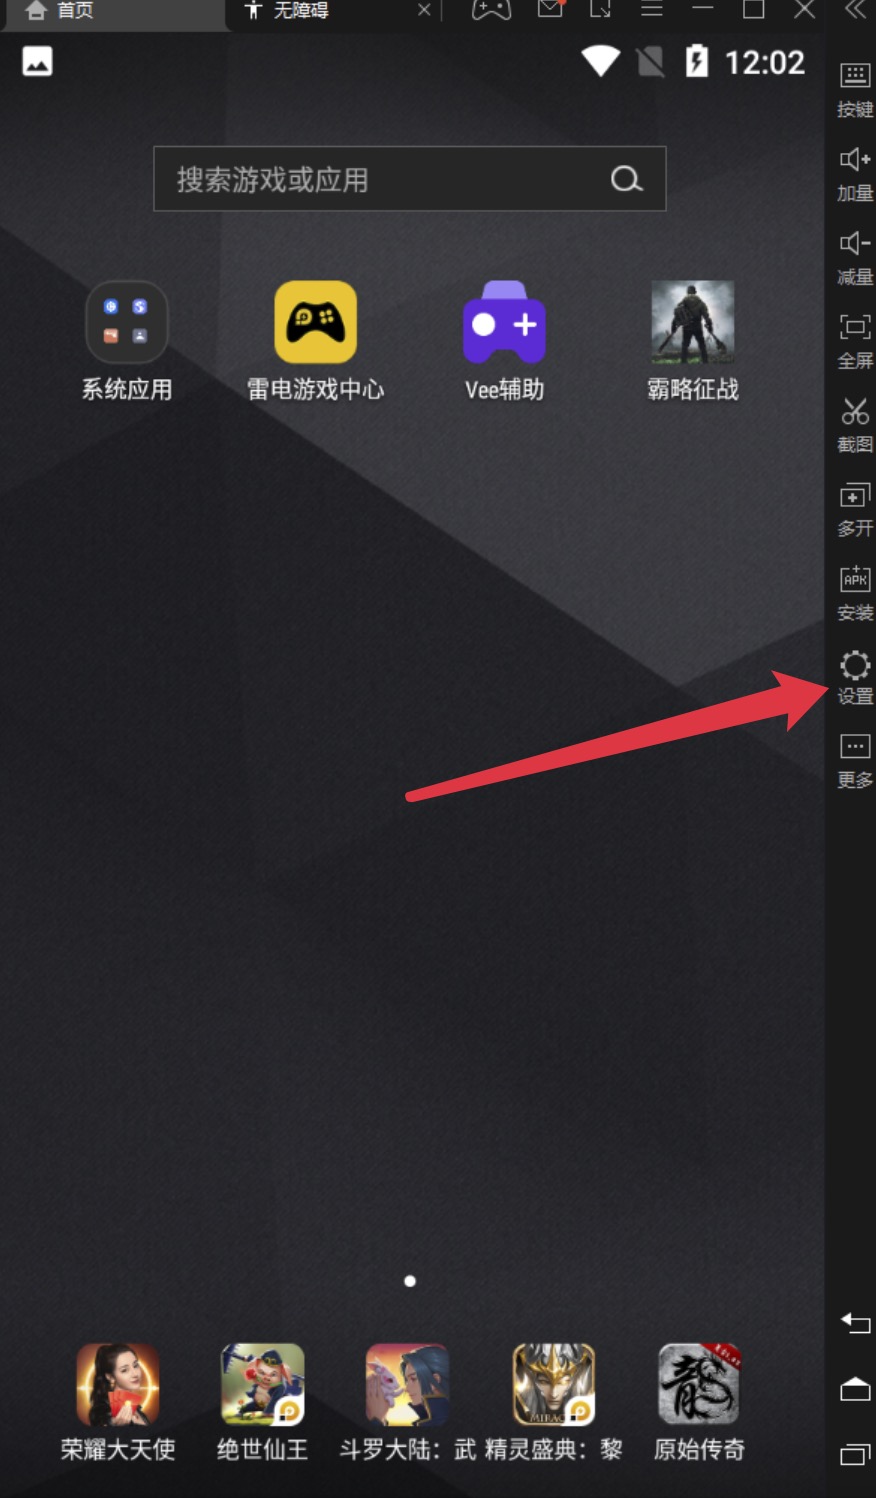 首页
无障碍
12:02
搜索游戏或应用
系统应用
雷电游戏中心
Vee辅助
霸略征战
按键
加量
减量
全屏
截图
多开
APK
安装
设置
更多
荣耀大天使
绝世仙王
斗罗大陆：武
精灵盛典：黎
原始传奇